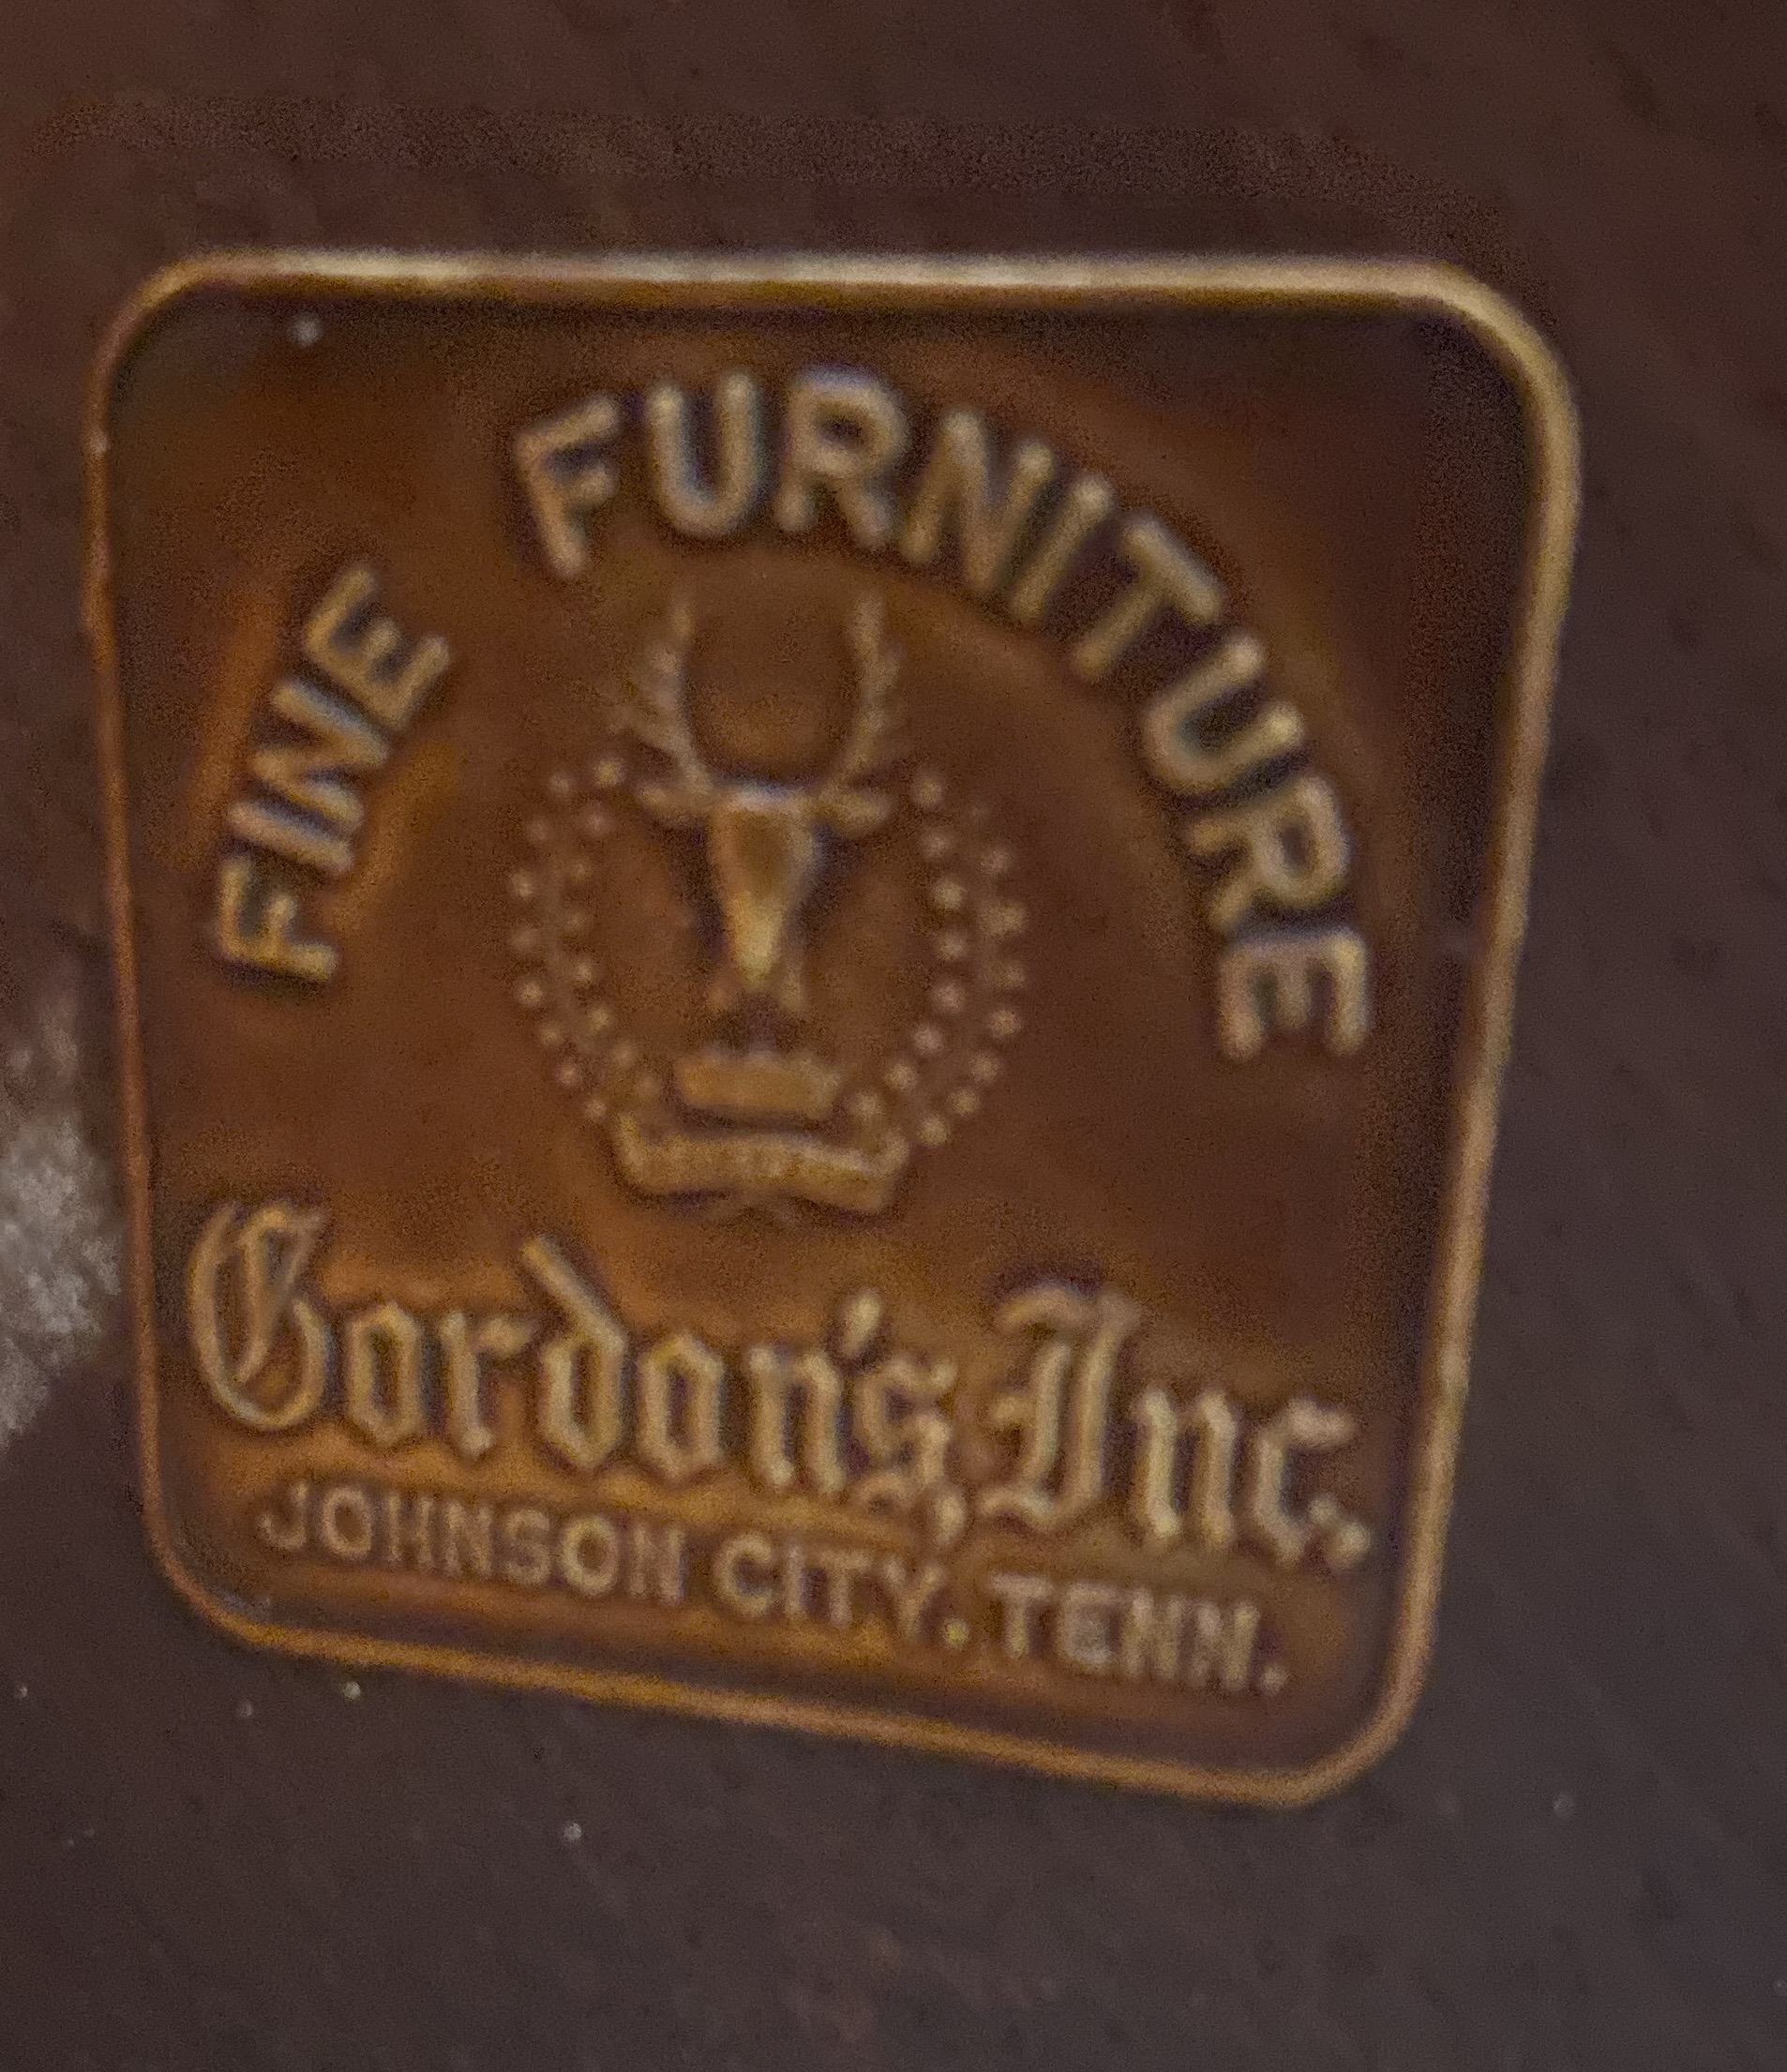 FINE FURNITURE
Gordon's, Inc.
JOHNSON CITY, TENN.